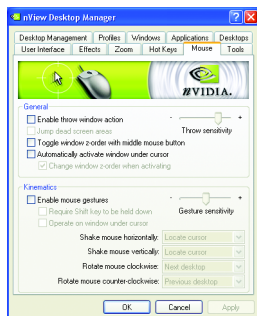 nView Desktop Manager
Desktop Management Profiles Windows Applications Desktops
User Interface Effects Zoom Hot Keys Mouse Tools
nVIDIA.
General
Enable throw window action - +
Jump dead screen areas Throw sensitivity
Toggle window z-order with middle mouse button
Automatically activate window under cursor
Change window z-order when activating
Kinematics
Enable mouse gestures - +
Require Shift key to be held down Gesture sensitivity
Operate on window under cursor
Shake mouse horizontally: Locate cursor
Shake mouse vertically: Locate cursor
Rotate mouse clockwise: Next desktop
Rotate mouse counter-clockwise: Previous desktop
OK Cancel Apply